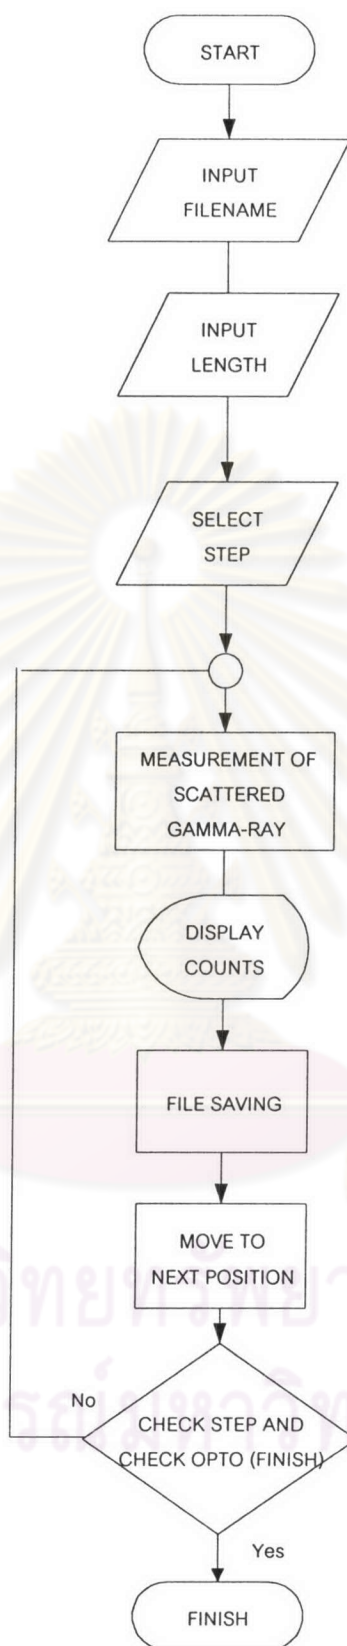 START
INPUT
FILENAME
INPUT
LENGTH
SELECT
STEP
MEASUREMENT OF
SCATTERED
GAMMA-RAY
DISPLAY
COUNTS
FILE SAVING
MOVE TO
NEXT POSITION
No
CHECK STEP AND
CHECK OPTO (FINISH)
Yes
FINISH